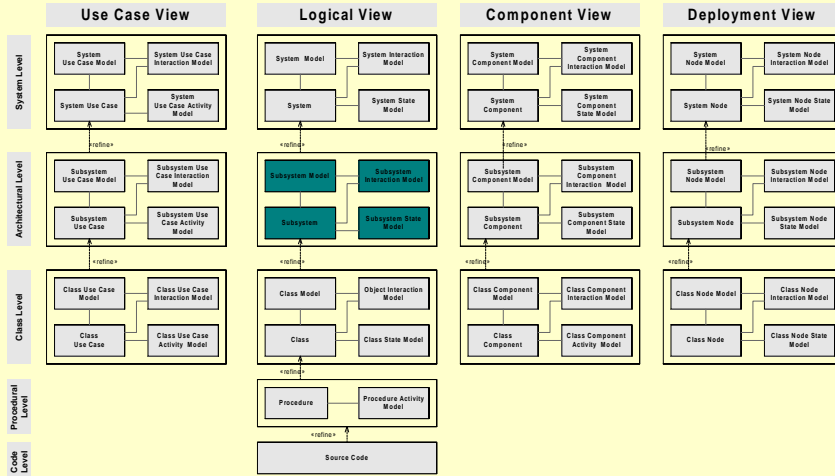 Use Case View
Logical View
Component View
Deployment View
System Level
System
Use Case Model
System Use Case
Interaction Model
System Use Case
System
Use Case Activity
Model
System Model
System Interaction
Model
System
System State
Model
System
Component Model
System
Component
Interaction Model
System
Component
System
Component
State Model
System
Node Model
System Node
Interaction Model
System Node
System Node State
Model
«refine»
«refine»
«refine»
«refine»
Architectural Level
Subsystem
Use Case Model
Subsystem Use
Case Interaction
Model
Subsystem
Use Case
Subsystem Use
Case Activity
Model
Subsystem Model
Subsystem
Interaction Model
Subsystem
Subsystem State
Model
Subsystem
Component Model
Subsystem
Component
Interaction Model
Subsystem
Component
Subsystem
Component State
Model
Subsystem
Node Model
Subsystem Node
Interaction Model
Subsystem Node
Subsystem Node
State Model
«refine»
«refine»
«refine»
«refine»
Class Level
Class Use Case
Model
Class Use Case
Interaction Model
Class
Use Case
Class Use Case
Activity Model
Class Model
Object Interaction
Model
Class
Class State Model
Class Component
Model
Class Component
Interaction Model
Class
Component
Class Component
Activity Model
Class Node Model
Class Node
Interaction Model
Class Node
Class Node State
Model
«refine»
Procedural
Level
Procedure
Procedure Activity
Model
«refine»
Code
Level
Source Code